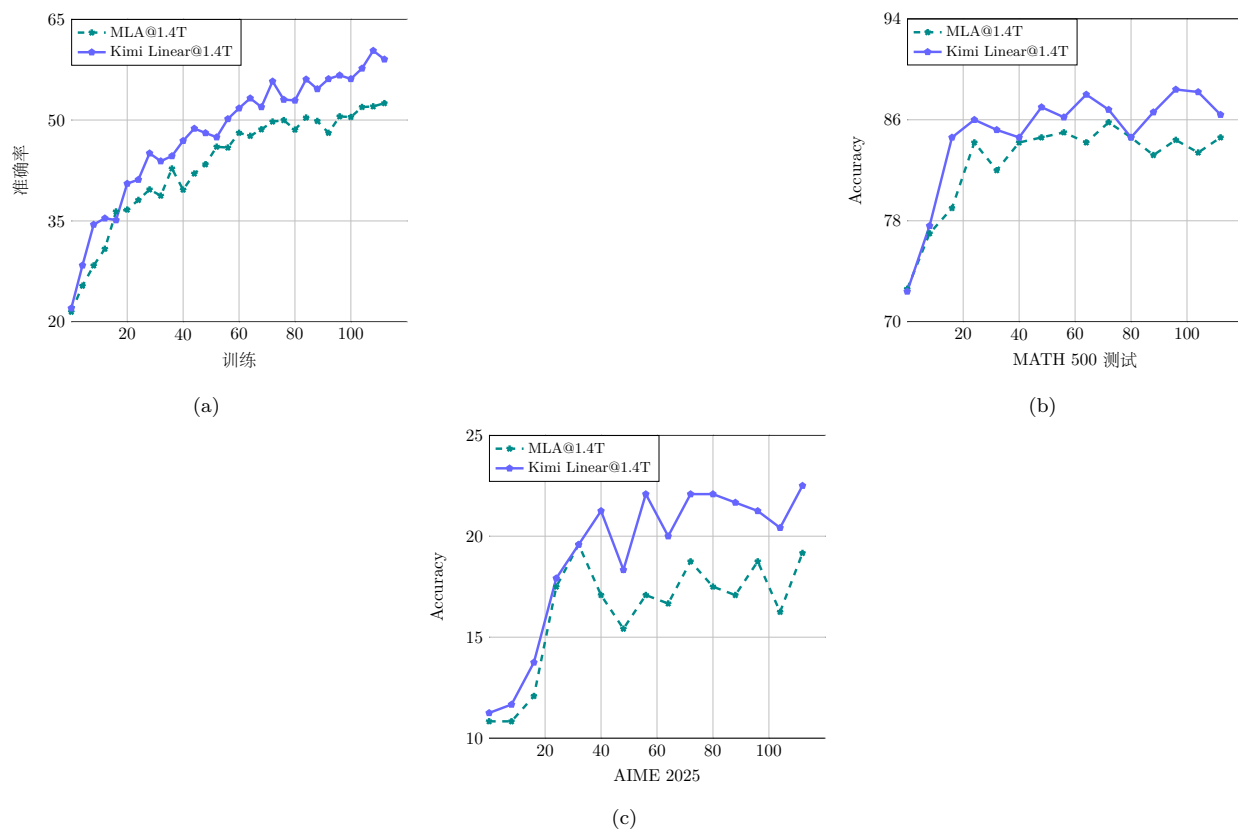 65
50
35
20
准确率
MLA@1.4T
Kimi Linear@1.4T
20 40 60 80 100
训练
(a)
94
86
78
70
Accuracy
MLA@1.4T
Kimi Linear@1.4T
20 40 60 80 100
MATH 500 测试
(b)
25
20
15
10
Accuracy
MLA@1.4T
Kimi Linear@1.4T
20 40 60 80 100
AIME 2025
(c)